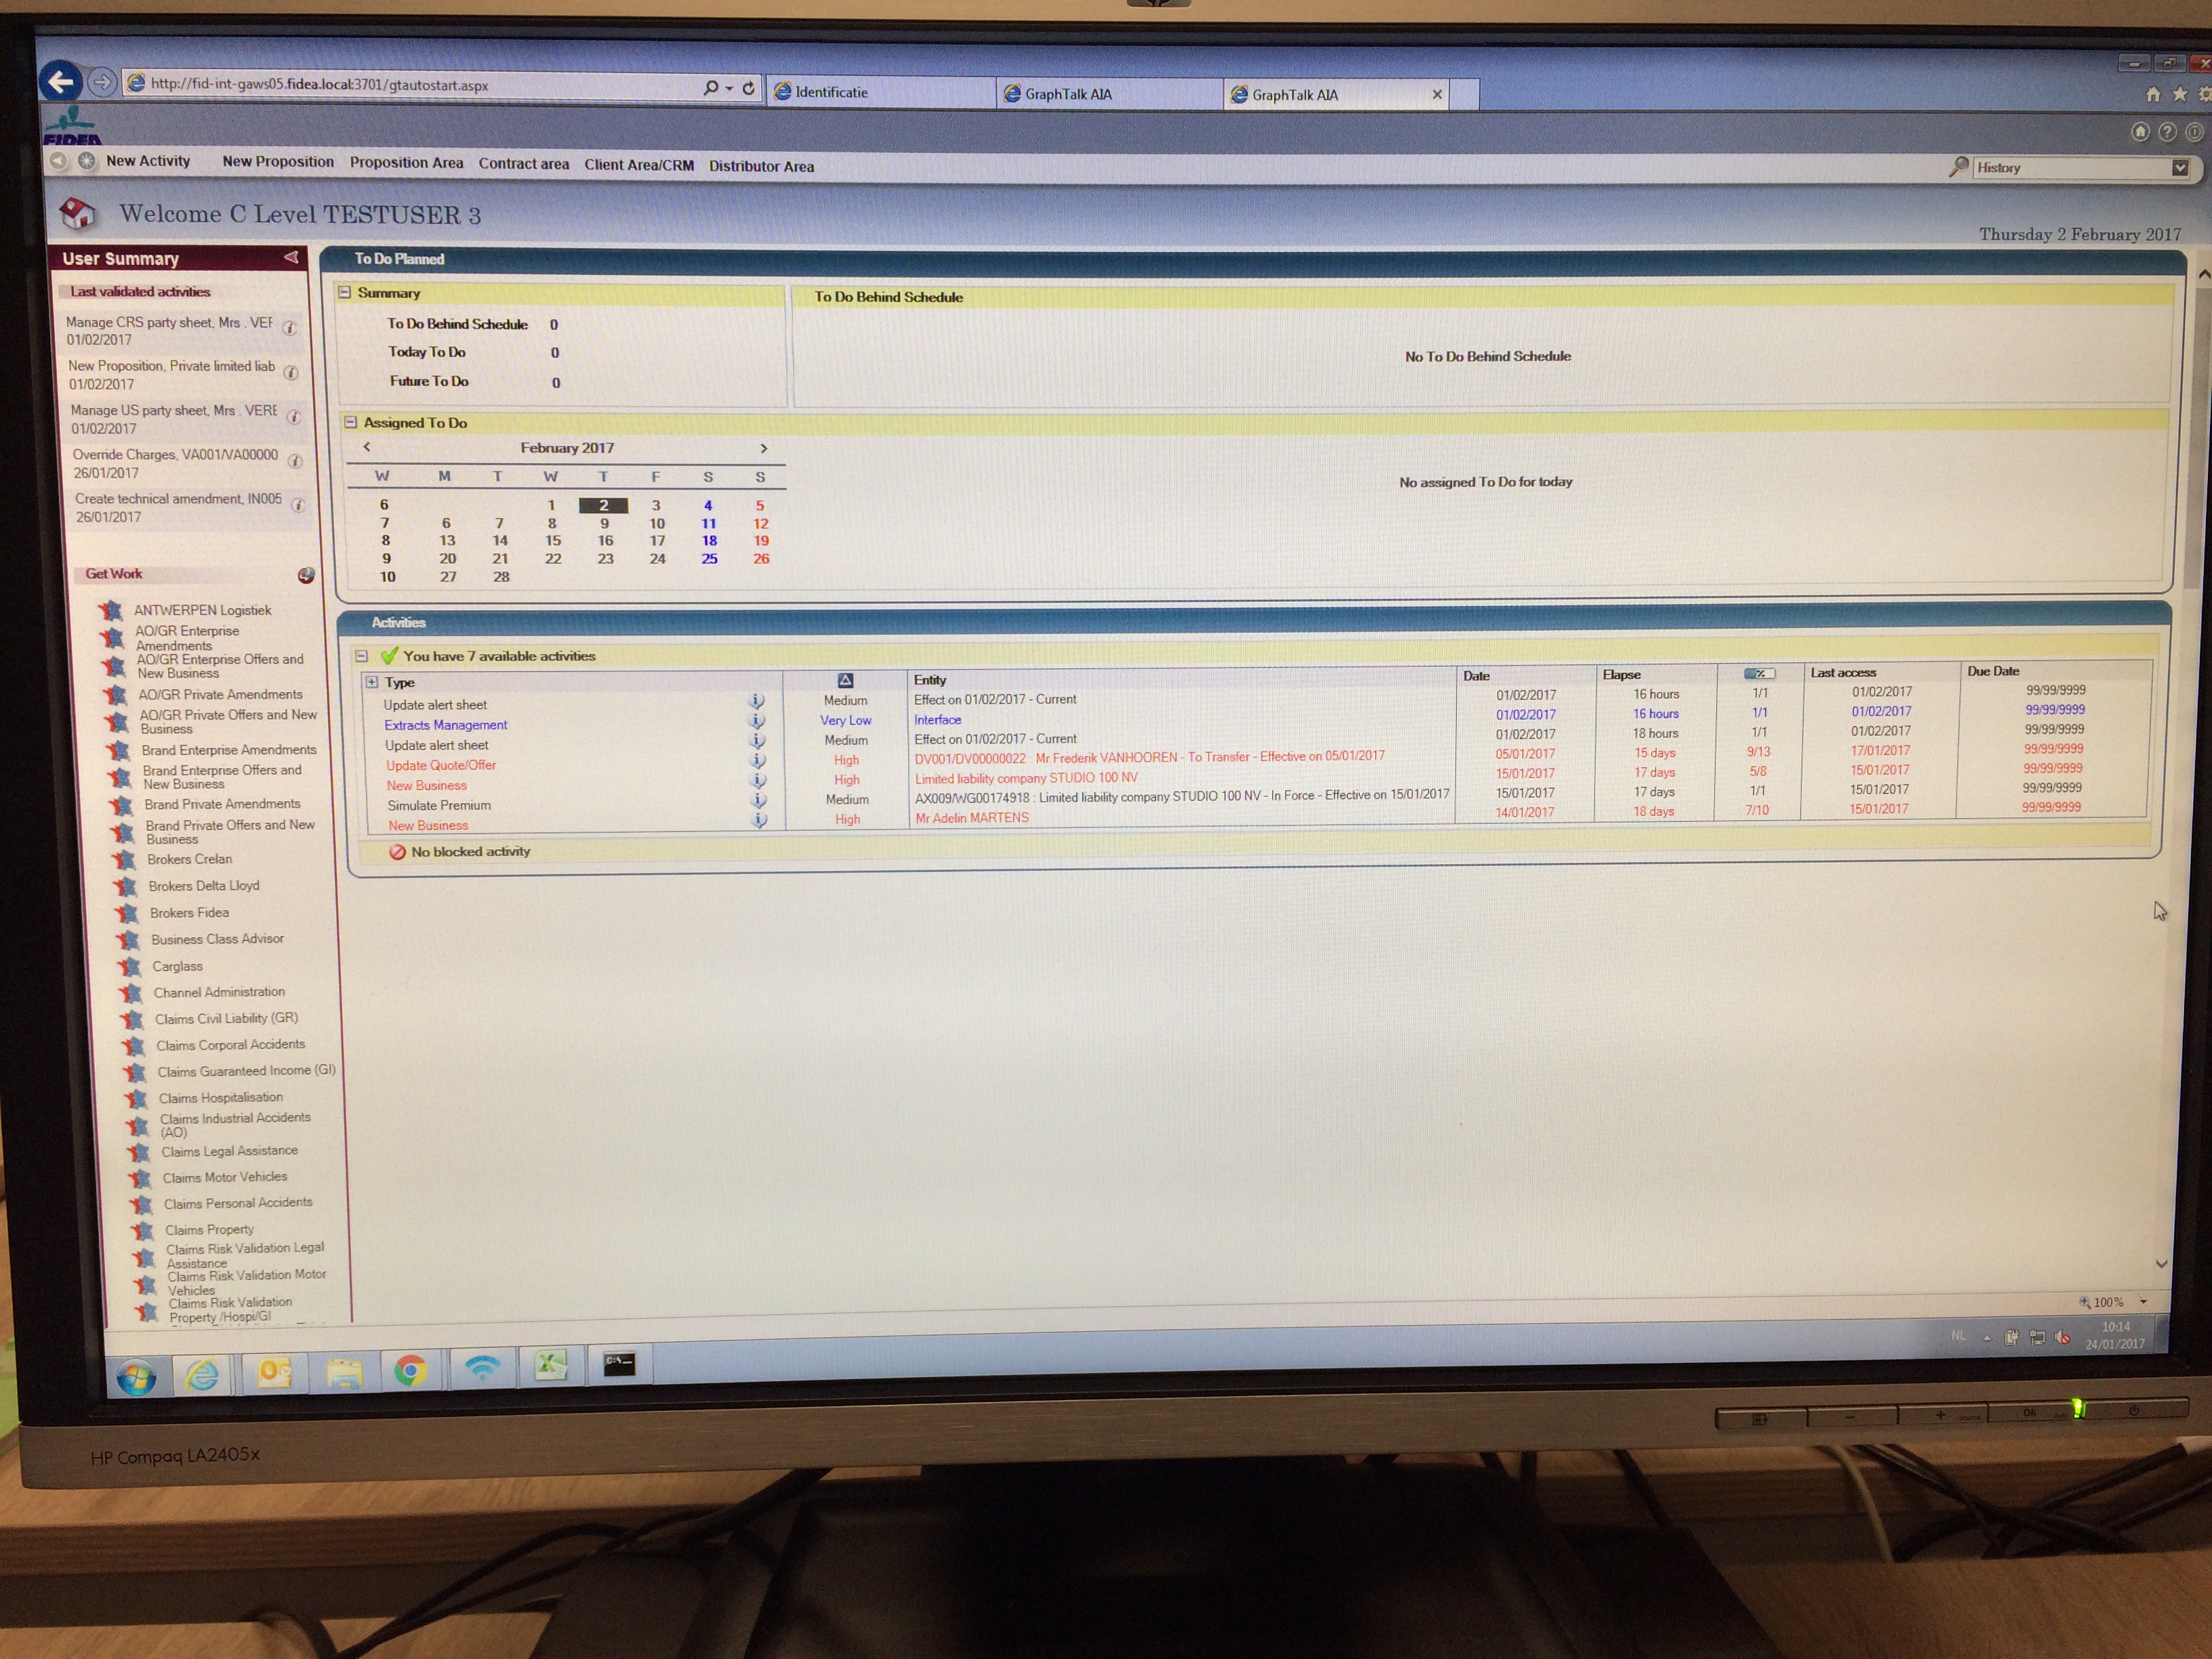 http://fid-int-gaws05.fidea.local:3701/gtautostart.aspx
Identificatie
GraphTalk AIA
GraphTalk AIA
FIDEA
New Activity New Proposition Proposition Area Contract area Client Area/CRM Distributor Area
History
Welcome C Level TESTUSER 3
Thursday 2 February 2017
User Summary
Last validated activities
Manage CRS party sheet, Mrs . VER
01/02/2017
New Proposition, Private limited liab
01/02/2017
Manage US party sheet, Mrs . VERE
01/02/2017
Override Charges, VA001/VA00000
26/01/2017
Create technical amendment, IN005
26/01/2017
Get Work
ANTWERPEN Logistiek
AO/GR Enterprise
Amendments
AO/GR Enterprise Offers and
New Business
AO/GR Private Amendments
AO/GR Private Offers and New
Business
Brand Enterprise Amendments
Brand Enterprise Offers and
New Business
Brand Private Amendments
Brand Private Offers and New
Business
Brokers Crelan
Brokers Delta Lloyd
Brokers Fidea
Business Class Advisor
Carglass
Channel Administration
Claims Civil Liability (GR)
Claims Corporal Accidents
Claims Guaranteed Income (GI)
Claims Hospitalisation
Claims Industrial Accidents
(AO)
Claims Legal Assistance
Claims Motor Vehicles
Claims Personal Accidents
Claims Property
Claims Risk Validation Legal
Assistance
Claims Risk Validation Motor
Vehicles
Claims Risk Validation
Property /Hospi/GI
To Do Planned
Summary
To Do Behind Schedule 0
Today To Do 0
Future To Do 0
To Do Behind Schedule
No To Do Behind Schedule
Assigned To Do
< February 2017 >
W M T W T F S S
6 1 2 3 4 5
7 6 7 8 9 10 11 12
8 13 14 15 16 17 18 19
9 20 21 22 23 24 25 26
10 27 28
No assigned To Do for today
Activities
You have 7 available activities
Type Entity Date Elapse % Last access Due Date
Update alert sheet Medium Effect on 01/02/2017 - Current 01/02/2017 16 hours 1/1 01/02/2017 99/99/9999
Extracts Management Very Low Interface 01/02/2017 16 hours 1/1 01/02/2017 99/99/9999
Update alert sheet Medium Effect on 01/02/2017 - Current 01/02/2017 18 hours 1/1 01/02/2017 99/99/9999
Update Quote/Offer High DV001/DV00000022 : Mr Frederik VANHOOREN - To Transfer - Effective on 05/01/2017 05/01/2017 15 days 9/13 17/01/2017 99/99/9999
New Business High Limited liability company STUDIO 100 NV 15/01/2017 17 days 5/8 15/01/2017 99/99/9999
Simulate Premium Medium AX009/WG00174918 : Limited liability company STUDIO 100 NV - In Force - Effective on 15/01/2017 15/01/2017 17 days 1/1 15/01/2017 99/99/9999
New Business High Mr Adelin MARTENS 14/01/2017 18 days 7/10 15/01/2017 99/99/9999
No blocked activity
100%
NL
10:14
24/01/2017
OK
HP Compaq LA2405x